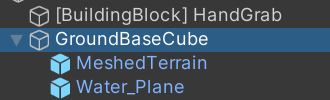 [BuildingBlock] HandGrab
GroundBaseCube
MeshedTerrain
Water_Plane